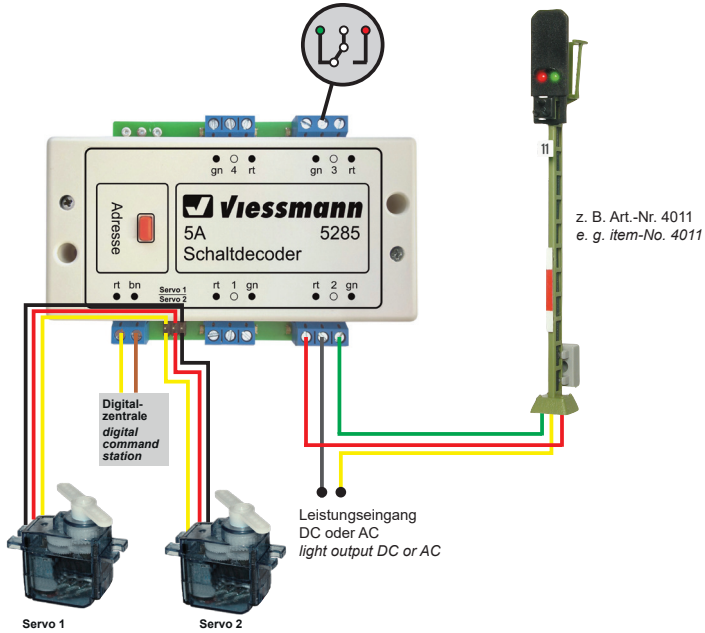 gn 4 rt
gn 3 rt
11
Adresse
Viessmann
5A 5285
Schaltdecoder
z. B. Art.-Nr. 4011
e. g. item-No. 4011
rt bn
Servo 1
Servo 2
rt 1 gn
rt 2 gn
Digital-
zentrale
digital
command
station
Leistungseingang
DC oder AC
light output DC or AC
Servo 1
Servo 2